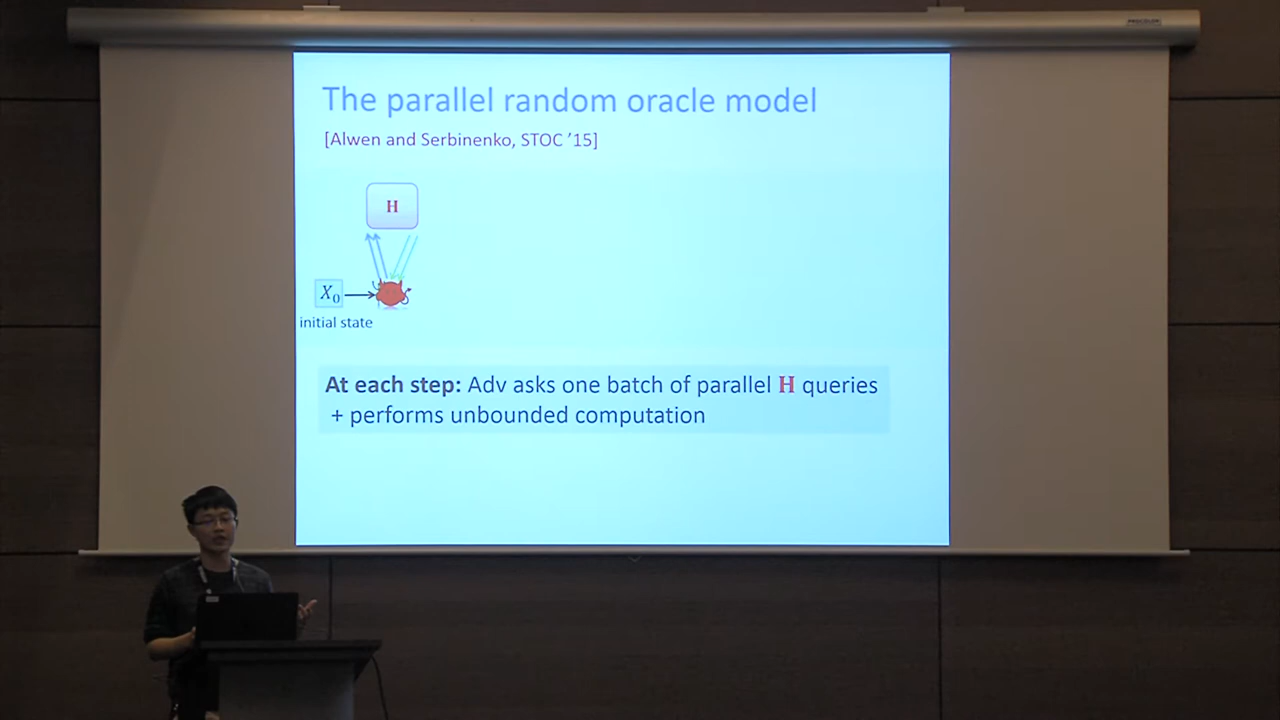 The parallel random oracle model
[Alwen and Serbinenko, STOC ’15]
H
X₀
initial state
At each step: Adv asks one batch of parallel H queries
+ performs unbounded computation